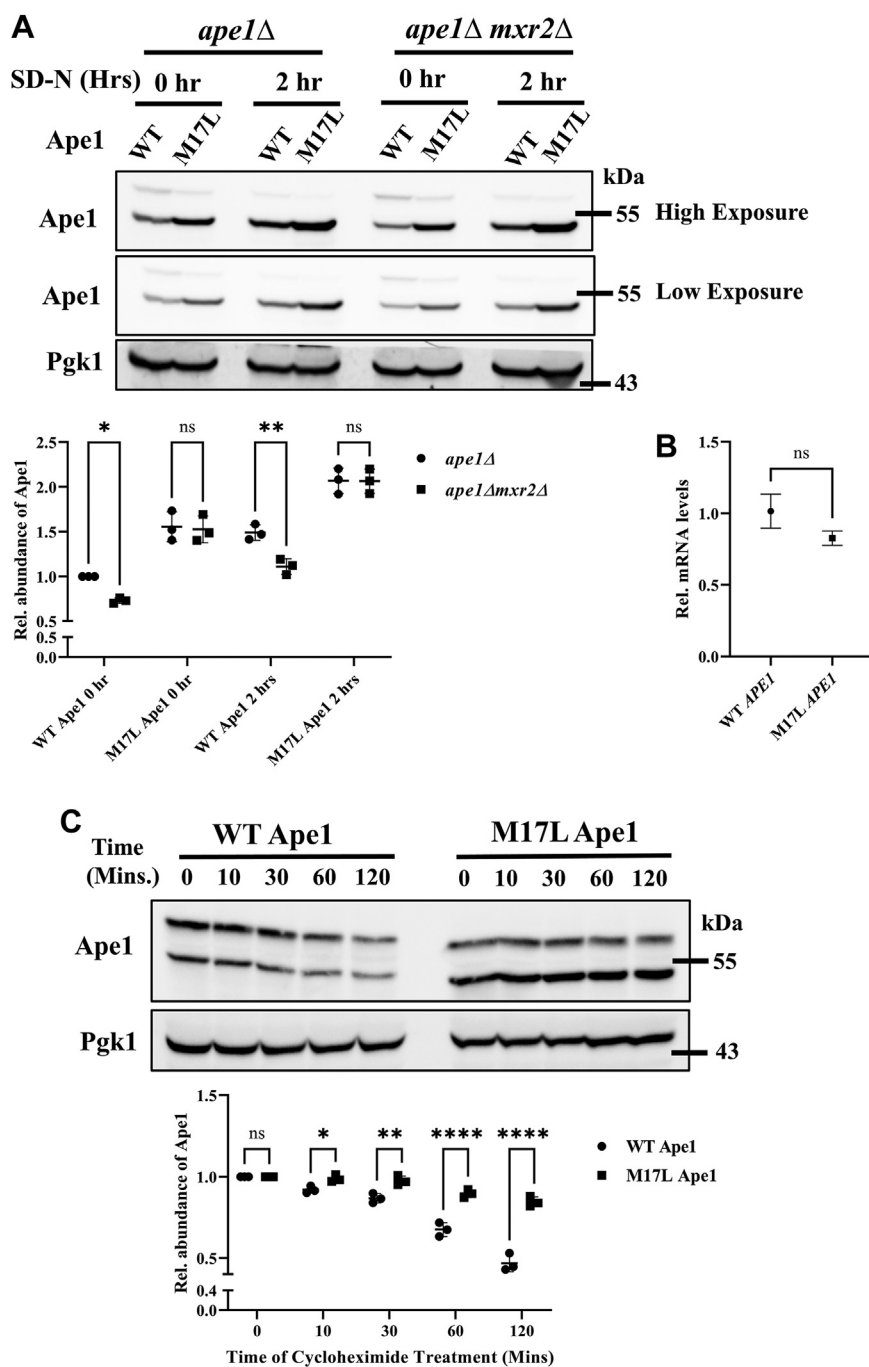 A
ape1Δ
ape1Δ mxr2Δ
SD-N (Hrs)
0 hr
2 hr
0 hr
2 hr
Ape1
WT
M17L
WT
M17L
WT
M17L
WT
M17L
kDa
Ape1
55
High Exposure
Ape1
55
Low Exposure
Pgk1
43
Rel. abundance of Ape1
2.5
2.0
1.5
1.0
0.5
0.5
0.0
*
ns
**
ns
ape1Δ
ape1Δmxr2Δ
WT Ape1 0 hr
M17L Ape1 0 hr
WT Ape1 2 hrs
M17L Ape1 2 hrs
B
Rel. mRNA levels
1.5
1.0
0.5
0.0
ns
WT APE1
M17L APE1
C
WT Ape1
M17L Ape1
Time
(Mins.)
0 10 30 60 120
0 10 30 60 120
kDa
Ape1
55
Pgk1
43
Rel. abundance of Ape1
1.5
1.0
0.5
0.4
0.0
ns
*
**
****
****
WT Ape1
M17L Ape1
0 10 30 60 120
Time of Cycloheximide Treatment (Mins)